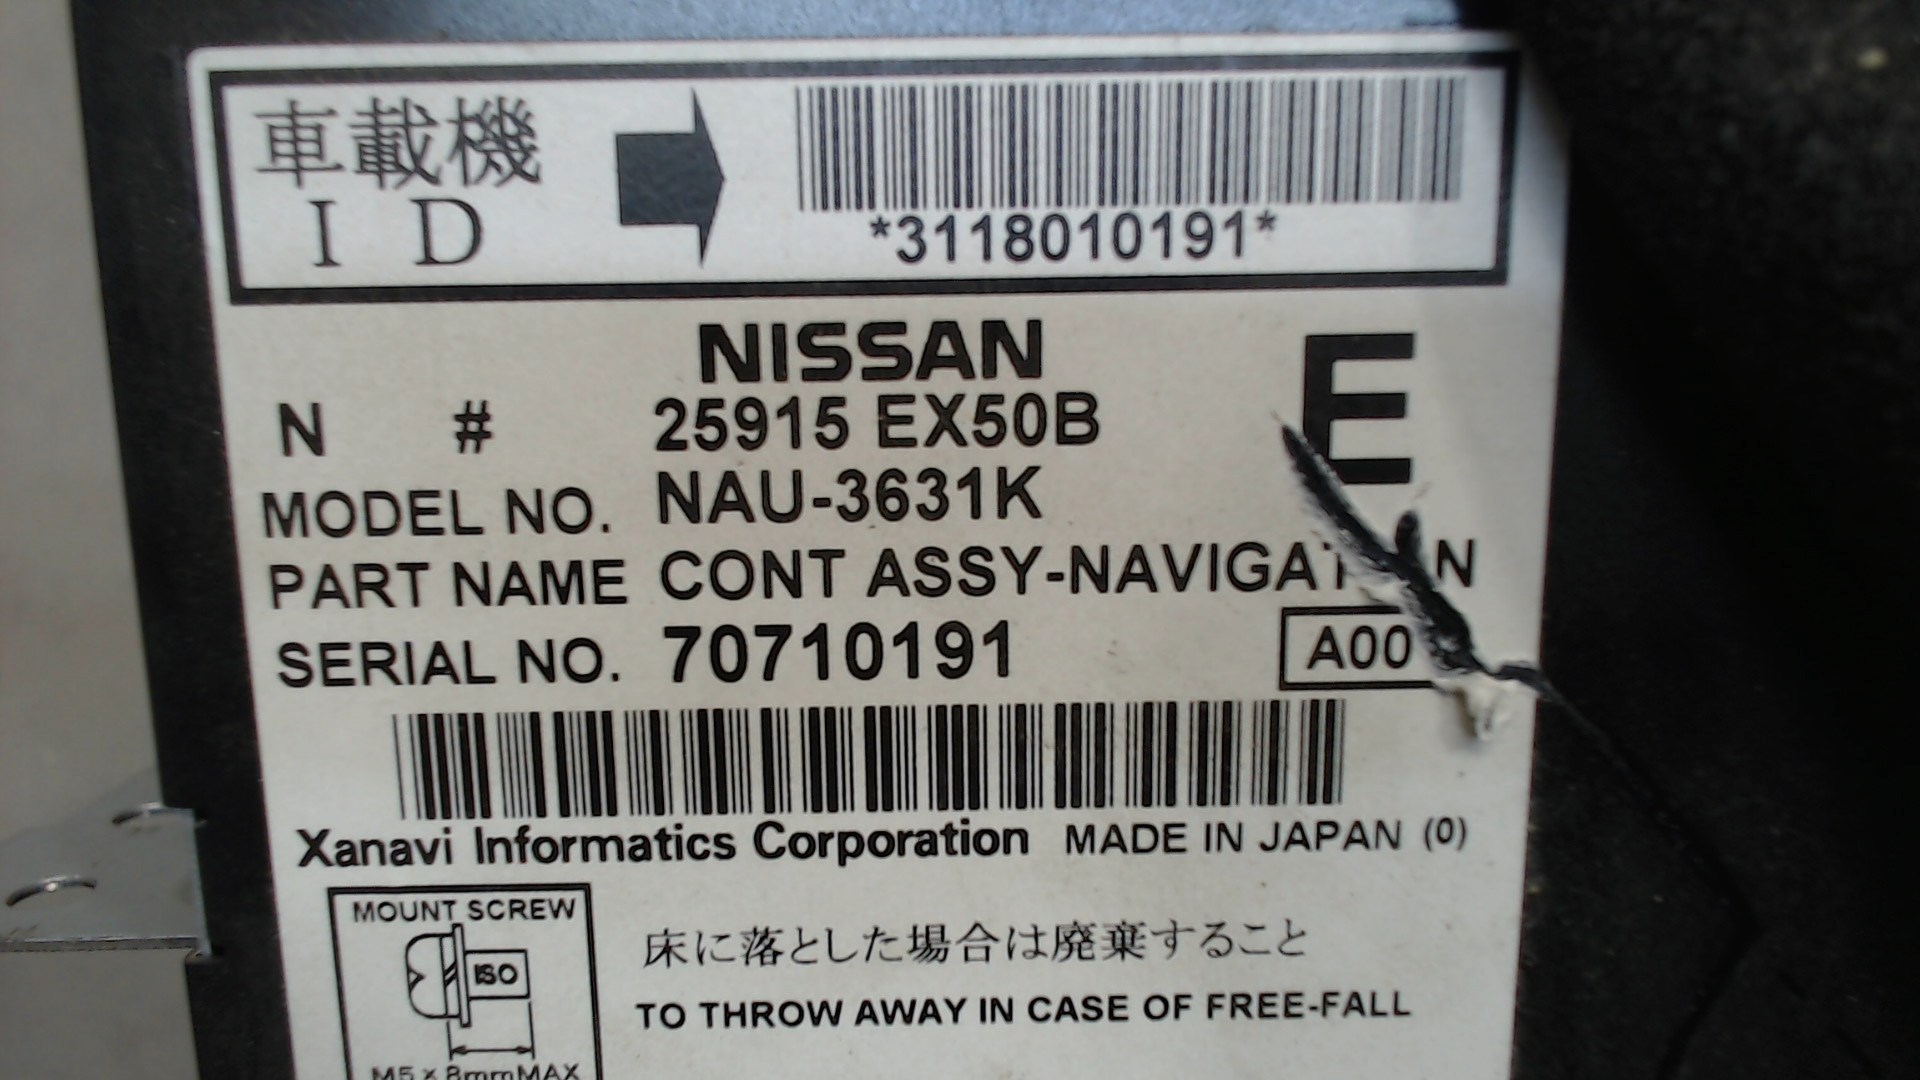 車載機
ID
*3118010191*
NISSAN
E
N # 25915 EX50B
MODEL NO. NAU-3631K
PART NAME CONT ASSY-
SERIAL NO. 70710191
A00
Xanavi Informatics Corporation MADE IN JAPAN (0)
MOUNT SCREW
ISO
M5×8mmMAX
床に落とした場合は廃棄すること
TO THROW AWAY IN CASE OF FREE-FALL